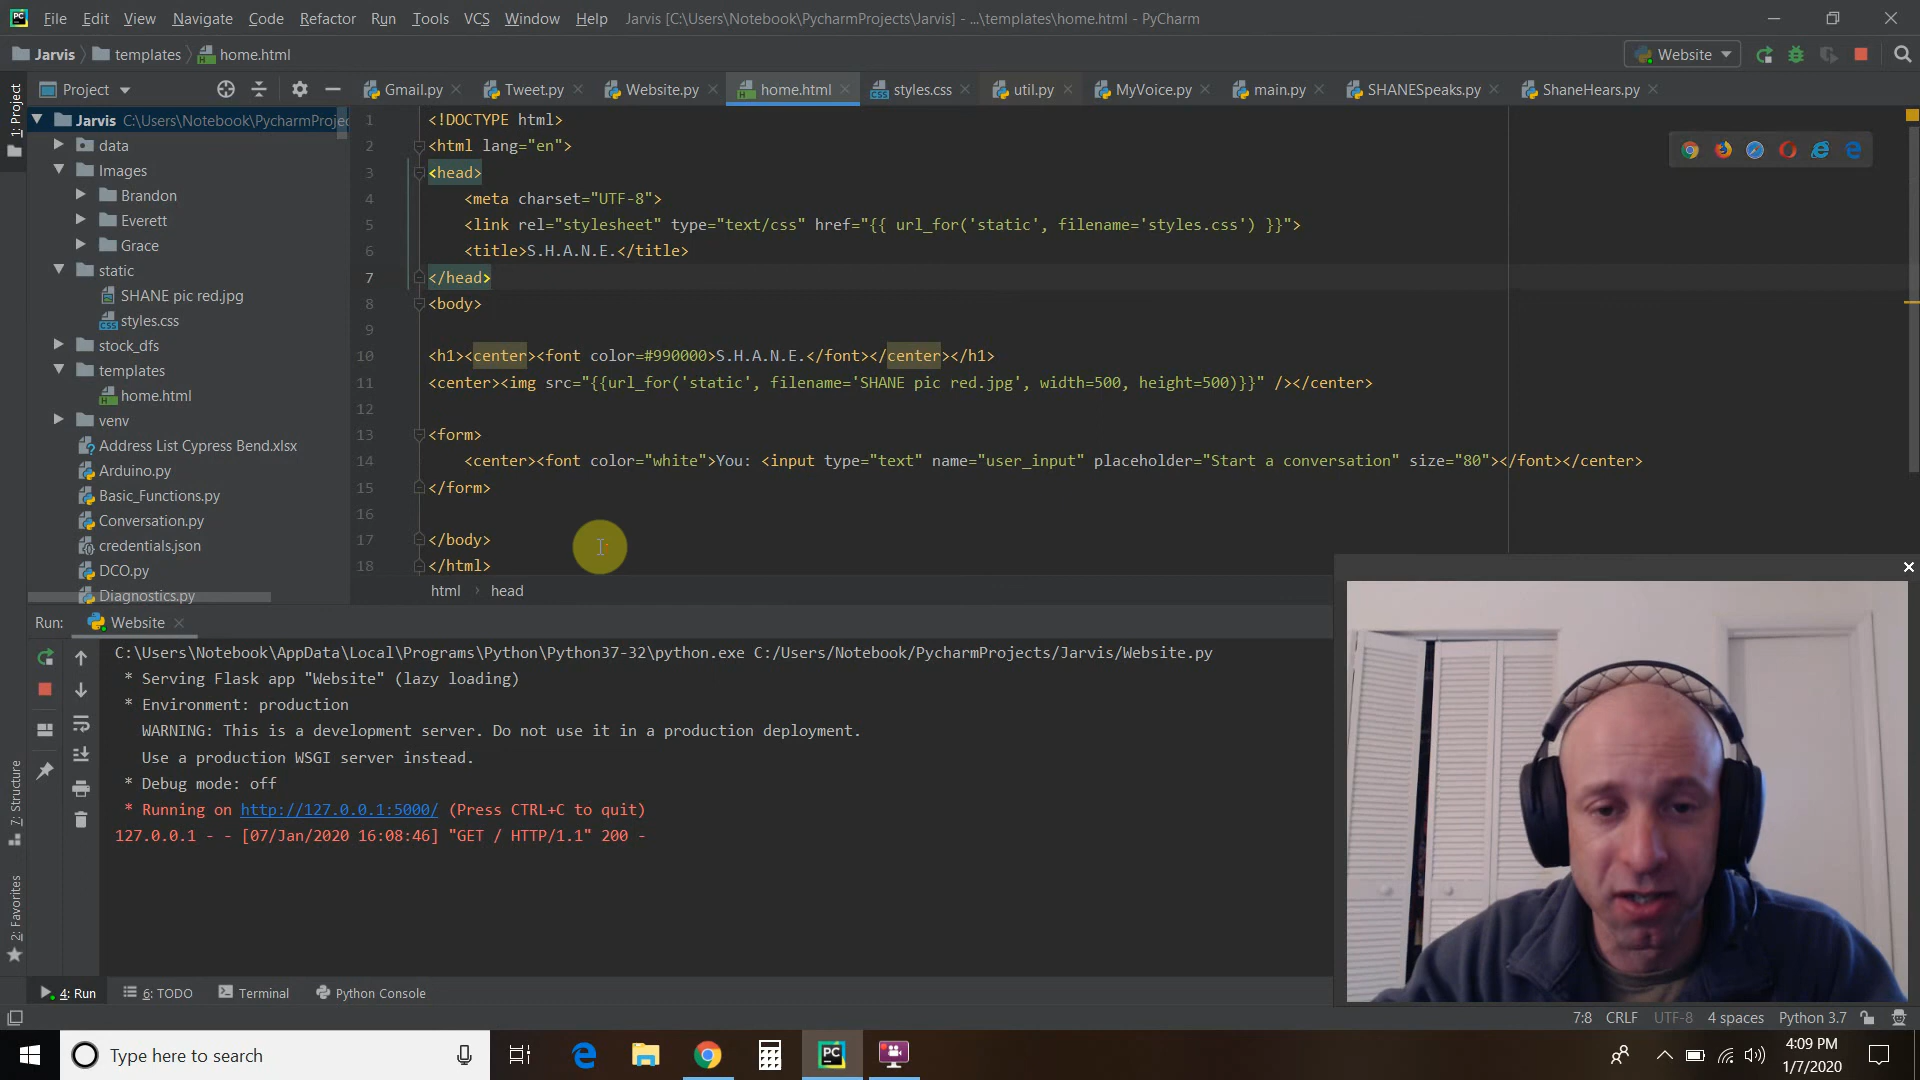 File Edit View Navigate Code Refactor Run Tools VCS Window Help Jarvis [C:\Users\Notebook\PycharmProjects\Jarvis] - ...\templates\home.html - PyCharm
Jarvis templates home.html Website
Project Gmail.py Tweet.py Website.py home.html styles.css util.py MyVoice.py main.py SHANESpeaks.py ShaneHears.py
1: Project
Jarvis C:\Users\Notebook\PycharmProjec
data
Images
Brandon
Everett
Grace
static
SHANE pic red.jpg
styles.css
stock_dfs
templates
home.html
venv
Address List Cypress Bend.xlsx
Arduino.py
Basic_Functions.py
Conversation.py
credentials.json
DCO.py
Diagnostics.py
1 <!DOCTYPE html>
2 <html lang="en">
3 <head>
4 <meta charset="UTF-8">
5 <link rel="stylesheet" type="text/css" href="{{ url_for('static', filename='styles.css') }}">
6 <title>S.H.A.N.E.</title>
7 </head>
8 <body>
9
10 <h1><center><font color=#990000>S.H.A.N.E.</font></center></h1>
11 <center><img src="{{url_for('static', filename='SHANE pic red.jpg', width=500, height=500)}}" /></center>
12
13 <form>
14 <center><font color="white">You: <input type="text" name="user_input" placeholder="Start a conversation" size="80"></font></center>
15 </form>
16
17 </body>
18 </html>
html head
Run: Website
C:\Users\Notebook\AppData\Local\Programs\Python\Python37-32\python.exe C:/Users/Notebook/PycharmProjects/Jarvis/Website.py
* Serving Flask app "Website" (lazy loading)
* Environment: production
WARNING: This is a development server. Do not use it in a production deployment.
Use a production WSGI server instead.
* Debug mode: off
* Running on http://127.0.0.1:5000/ (Press CTRL+C to quit)
127.0.0.1 - - [07/Jan/2020 16:08:46] "GET / HTTP/1.1" 200 -
7: Structure
2: Favorites
4: Run 6: TODO Terminal Python Console
7:8 CRLF UTF-8 4 spaces Python 3.7
Type here to search
4:09 PM
1/7/2020